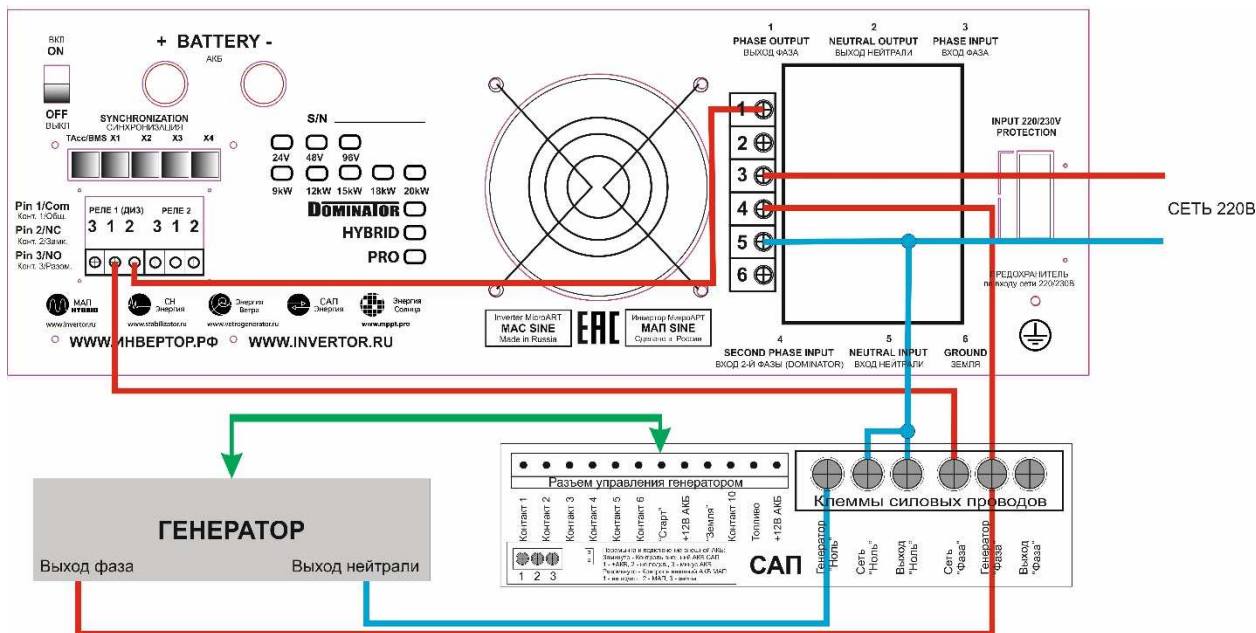 ВКЛ
ON
OFF
ВЫКЛ
+ BATTERY -
АКБ
SYNCHRONIZATION
СИНХРОНИЗАЦИЯ
TAcc/BMS X1 X2 X3 X4
S/N
24V 48V 96V
9kW 12kW 15kW 18kW 20kW
DOMINATOR
HYBRID
PRO
Pin 1/Com
Конт. 1/Общ.
Pin 2/NC
Конт. 2/Замк.
Pin 3/NO
Конт. 3/Разом.
РЕЛЕ 1 (ДИЗ) РЕЛЕ 2
3 1 2 3 1 2
МАП
HYBRID
www.invertor.ru
СН
Энергия
www.stabilizator.ru
Энергия
Ветра
www.vetrogenerator.ru
САП
Энергия
Энергия
Солнца
www.mppt.pro
WWW.ИНВЕРТОР.РФ WWW.INVERTOR.RU
Inverter MicroART
MAC SINE
Made in Russia
EAC
Инвертор МикроАРТ
МАП SINE
Сделано в России
1
PHASE OUTPUT
ВЫХОД ФАЗА
2
NEUTRAL OUTPUT
ВЫХОД НЕЙТРАЛИ
3
PHASE INPUT
ВХОД ФАЗА
1
2
3
4
5
6
4
SECOND PHASE INPUT
ВХОД 2-Й ФАЗЫ (DOMINATOR)
5
NEUTRAL INPUT
ВХОД НЕЙТРАЛИ
6
GROUND
ЗЕМЛЯ
INPUT 220/230V
PROTECTION
ПРЕДОХРАНИТЕЛЬ
по входу сети 220/230В
СЕТЬ 220В
ГЕНЕРАТОР
Выход фаза
Выход нейтрали
Разъем управления генератором
Контакт 1
Контакт 2
Контакт 3
Контакт 4
Контакт 5
Контакт 6
"Старт"
+12В АКБ
"Земля"
Контакт 10
Топливо
+12В АКБ
1 2 3
САП
Клеммы силовых проводов
Генератор
"Ноль"
Сеть
"Ноль"
Выход
"Ноль"
Сеть
"Фаза"
Генератор
"Фаза"
Выход
"Фаза"